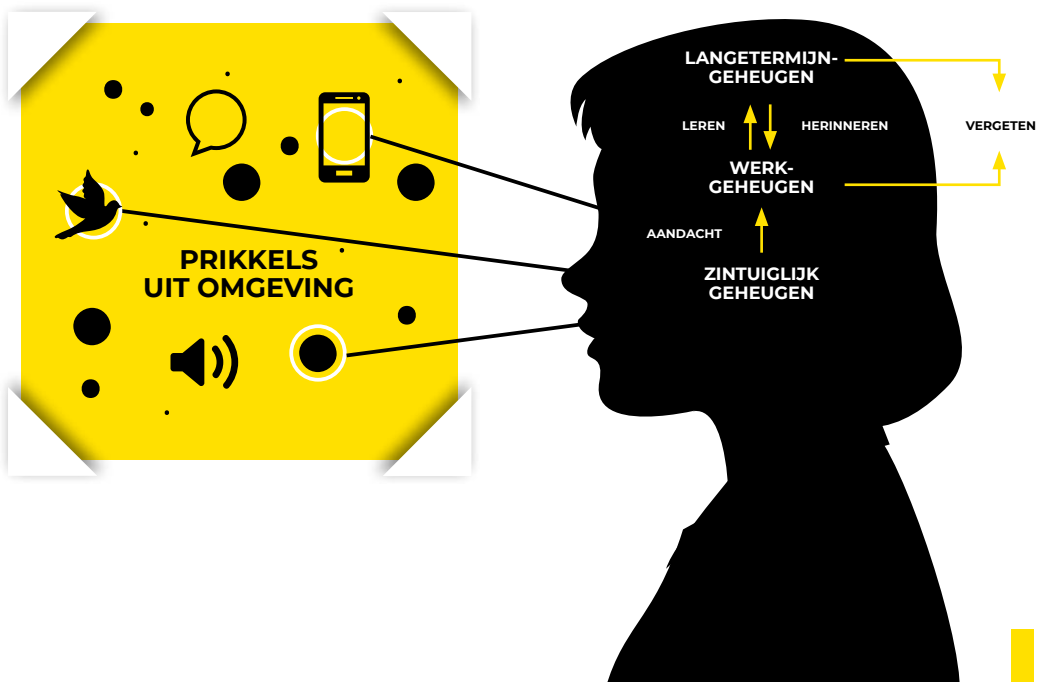 PRIKKELS
UIT OMGEVING
LANGETERMIJN-
GEHEUGEN
LEREN
HERINNEREN
VERGETEN
WERK-
GEHEUGEN
AANDACHT
ZINTUIGLIJK
GEHEUGEN